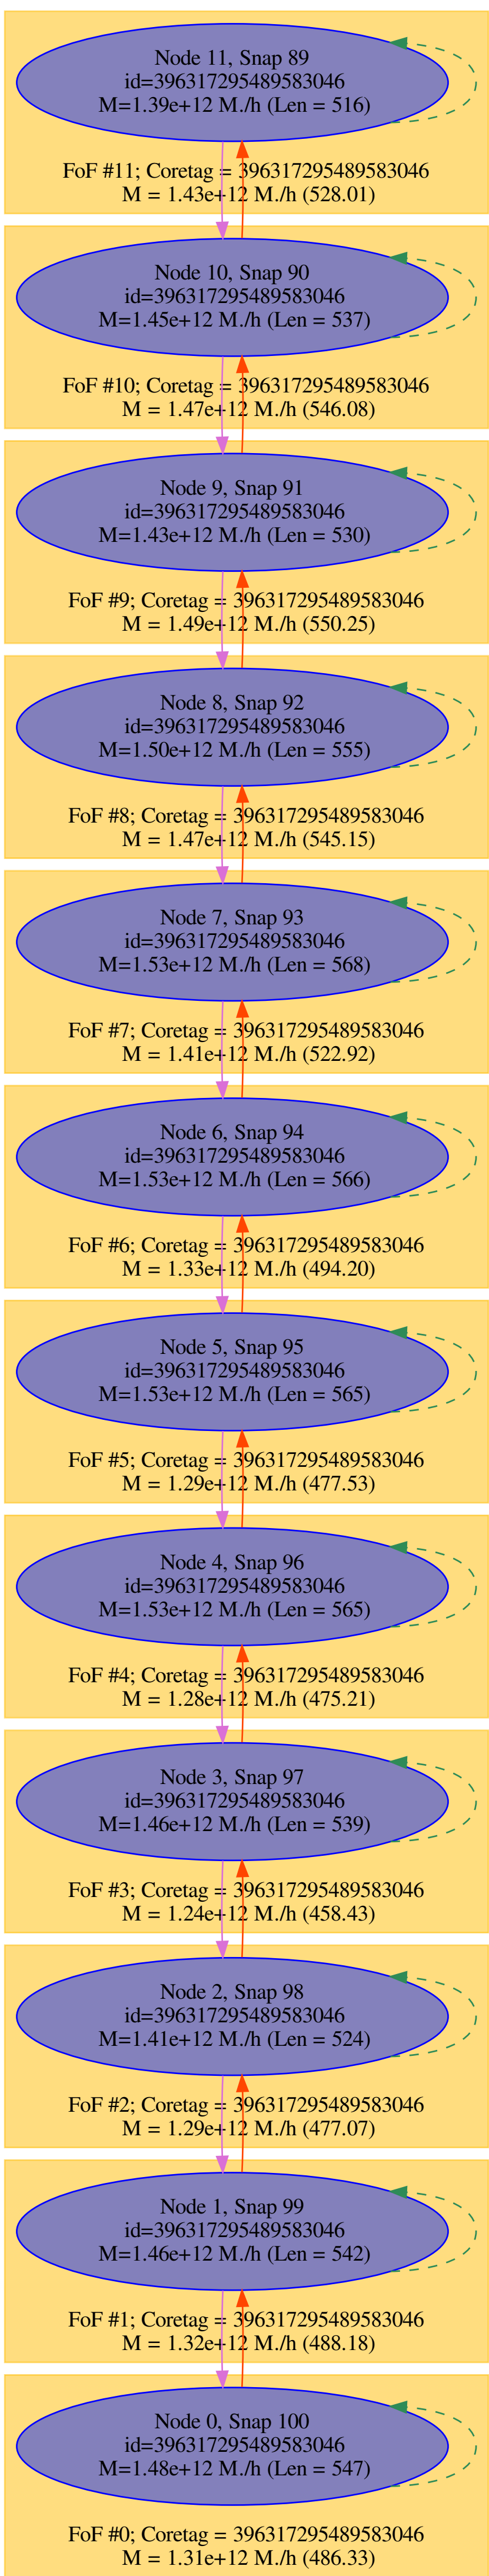 Node 11, Snap 89
id=396317295489583046
M=1.39e+12 M./h (Len = 516)
FoF #11; Coretag = 396317295489583046
M = 1.43e+12 M./h (528.01)
Node 10, Snap 90
id=396317295489583046
M=1.45e+12 M./h (Len = 537)
FoF #10; Coretag = 396317295489583046
M = 1.47e+12 M./h (546.08)
Node 9, Snap 91
id=396317295489583046
M=1.43e+12 M./h (Len = 530)
FoF #9; Coretag = 396317295489583046
M = 1.49e+12 M./h (550.25)
Node 8, Snap 92
id=396317295489583046
M=1.50e+12 M./h (Len = 555)
FoF #8; Coretag = 396317295489583046
M = 1.47e+12 M./h (545.15)
Node 7, Snap 93
id=396317295489583046
M=1.53e+12 M./h (Len = 568)
FoF #7; Coretag = 396317295489583046
M = 1.41e+12 M./h (522.92)
Node 6, Snap 94
id=396317295489583046
M=1.53e+12 M./h (Len = 566)
FoF #6; Coretag = 396317295489583046
M = 1.33e+12 M./h (494.20)
Node 5, Snap 95
id=396317295489583046
M=1.53e+12 M./h (Len = 565)
FoF #5; Coretag = 396317295489583046
M = 1.29e+12 M./h (477.53)
Node 4, Snap 96
id=396317295489583046
M=1.53e+12 M./h (Len = 565)
FoF #4; Coretag = 396317295489583046
M = 1.28e+12 M./h (475.21)
Node 3, Snap 97
id=396317295489583046
M=1.46e+12 M./h (Len = 539)
FoF #3; Coretag = 396317295489583046
M = 1.24e+12 M./h (458.43)
Node 2, Snap 98
id=396317295489583046
M=1.41e+12 M./h (Len = 524)
FoF #2; Coretag = 396317295489583046
M = 1.29e+12 M./h (477.07)
Node 1, Snap 99
id=396317295489583046
M=1.46e+12 M./h (Len = 542)
FoF #1; Coretag = 396317295489583046
M = 1.32e+12 M./h (488.18)
Node 0, Snap 100
id=396317295489583046
M=1.48e+12 M./h (Len = 547)
FoF #0; Coretag = 396317295489583046
M = 1.31e+12 M./h (486.33)